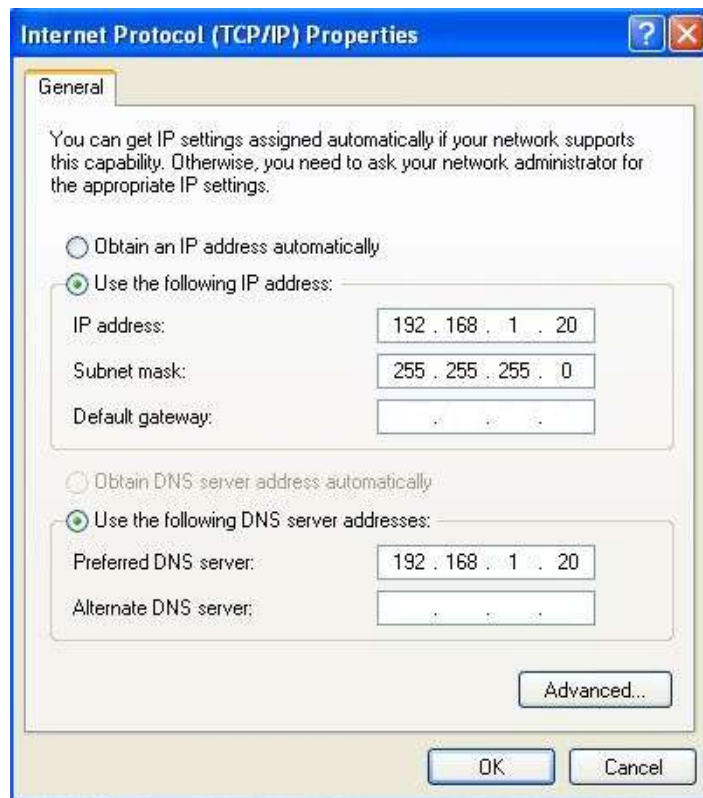 Internet Protocol (TCP/IP) Properties
General
You can get IP settings assigned automatically if your network supports
this capability. Otherwise, you need to ask your network administrator for
the appropriate IP settings.
Obtain an IP address automatically
Use the following IP address:
IP address: 192 . 168 . 1 . 20
Subnet mask: 255 . 255 . 255 . 0
Default gateway: . . .
Obtain DNS server address automatically
Use the following DNS server addresses:
Preferred DNS server: 192 . 168 . 1 . 20
Alternate DNS server: . . .
Advanced...
OK Cancel